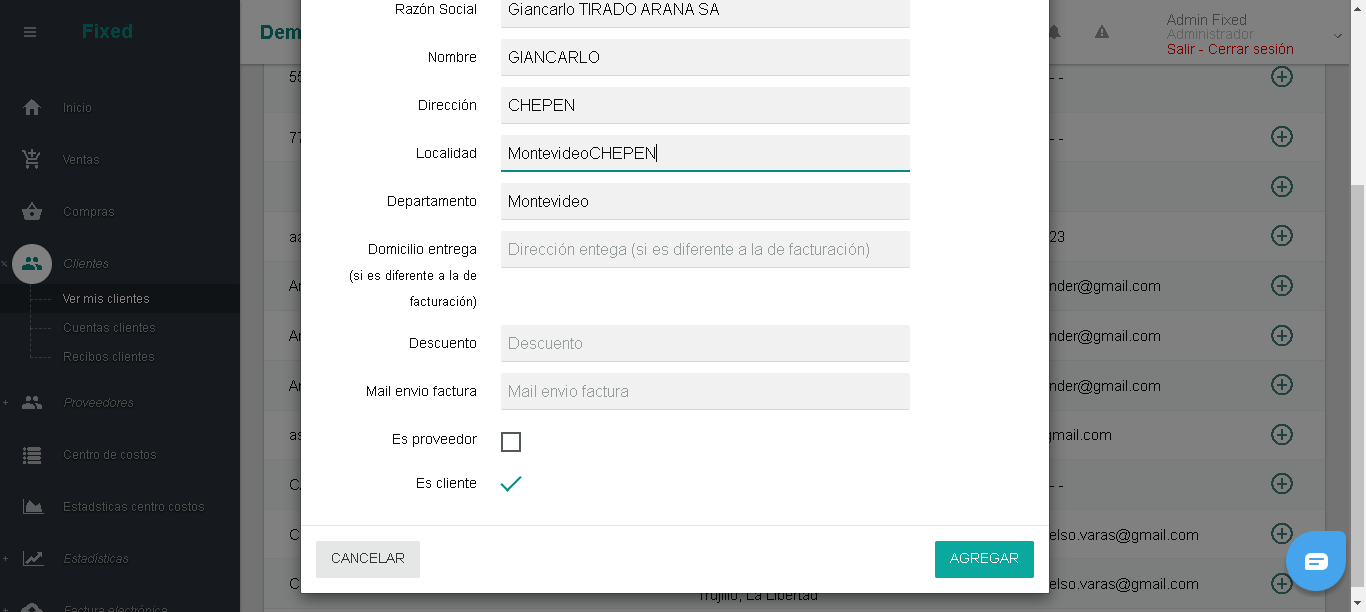 Fixed
Inicio
Ventas
Compras
Clientes
Ver mis clientes
Cuentas clientes
Recibos clientes
Proveedores
Centro de costos
Estadsticas centro costos
Estadísticas
Factura electrónica
Dem
Admin Fixed
Administrador
Salir - Cerrar sesión
Razón Social Giancarlo TIRADO ARANA SA
Nombre GIANCARLO
Dirección CHEPEN
Localidad MontevideoCHEPEN
Departamento Montevideo
Domicilio entrega Dirección entega (si es diferente a la de facturación)
(si es diferente a la de
facturación)
Descuento Descuento
Mail envio factura Mail envio factura
Es proveedor
Es cliente
CANCELAR AGREGAR
55 - -
77 - -
aa 23
Ar nder@gmail.com
Ar nder@gmail.com
Ar nder@gmail.com
as gmail.com
C - -
C elso.varas@gmail.com
C elso.varas@gmail.com
Trujillo, La Libertad